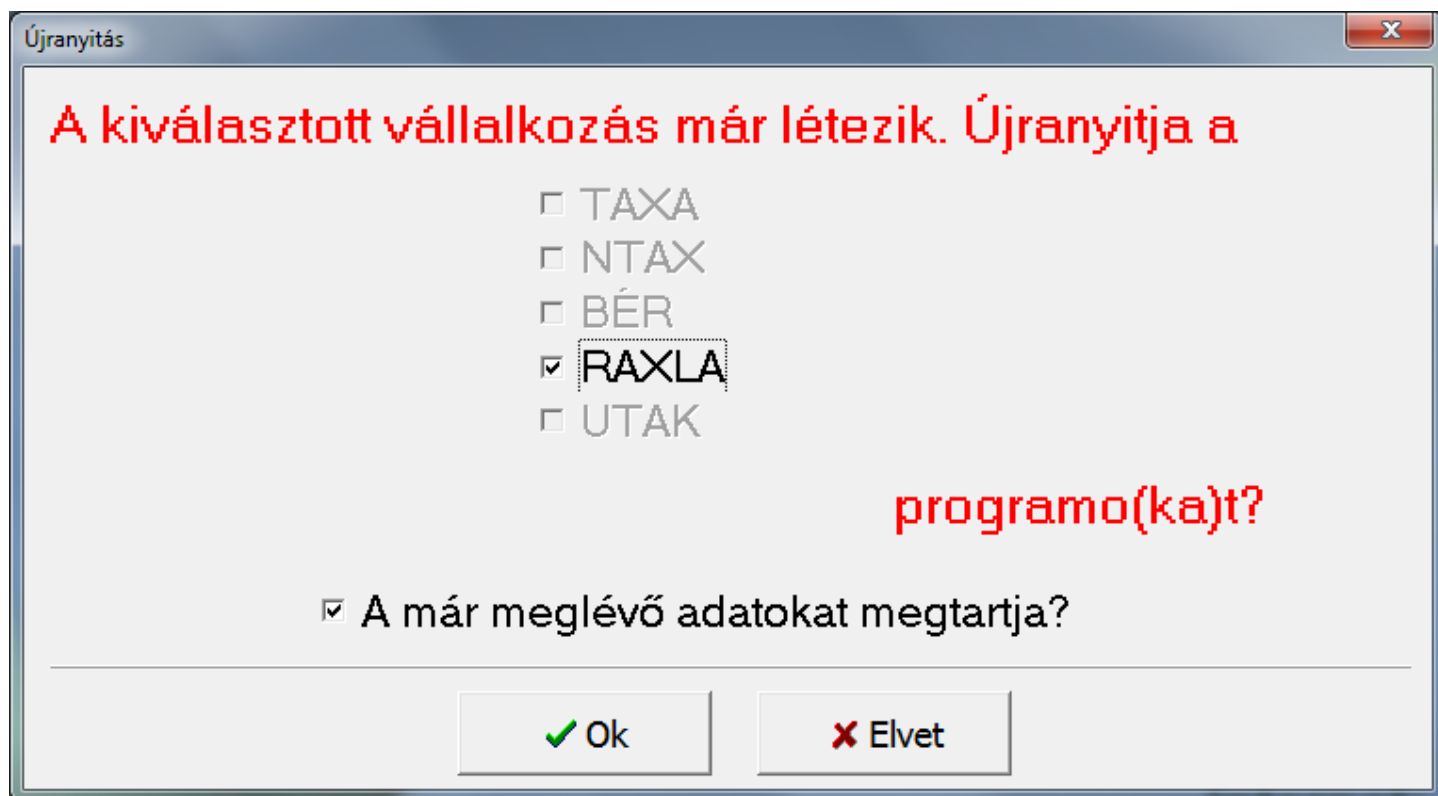 Újranyitás
A kiválasztott vállalkozás már létezik. Újranyitja a
TAXA
NTAX
BÉR
RAXLA
UTAK
programo(ka)t?
A már meglévő adatokat megtartja?
Ok
Elvet